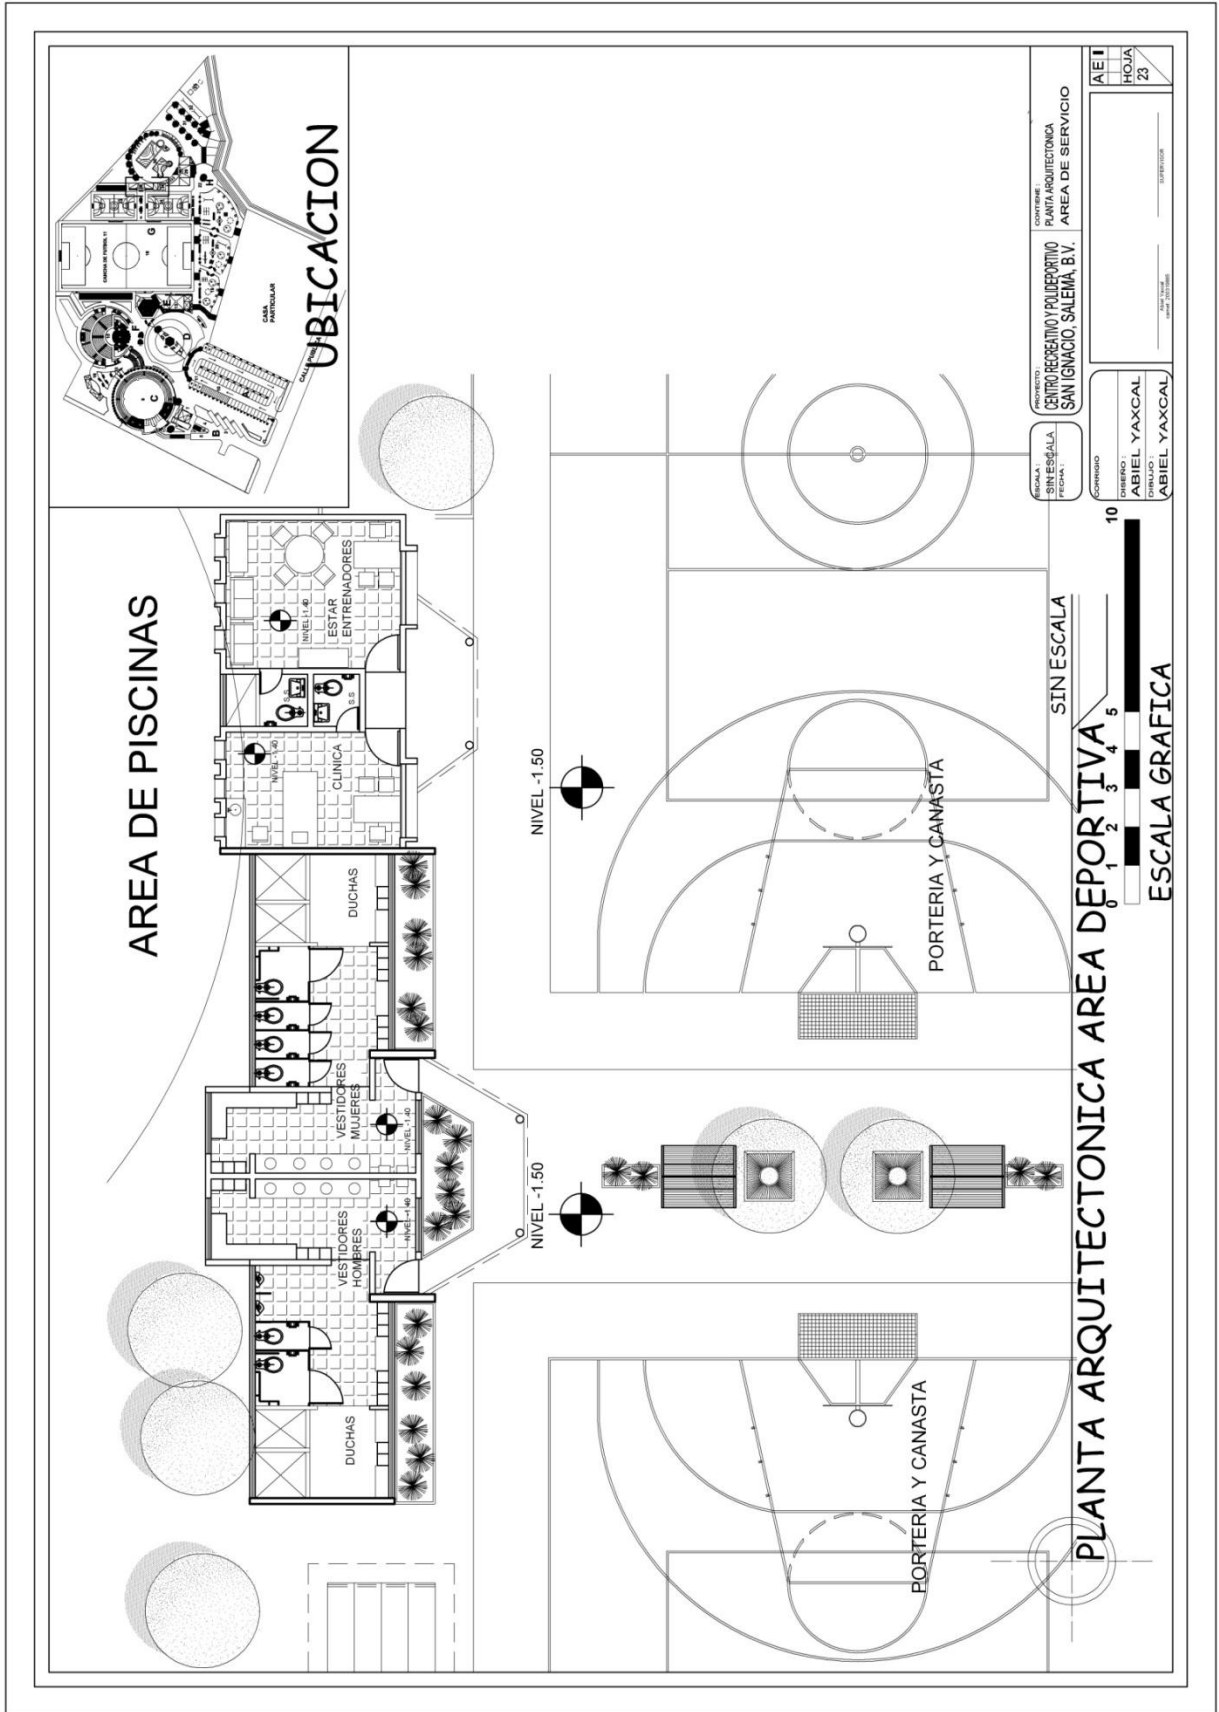 UBICACION
CANCHA DE FUTBOL 11
CASA
PARTICULAR
CALLE PUBLICA
B
C
D
E
F
G
H
AREA DE PISCINAS
DUCHAS
VESTIDORES
HOMBRES
NIVEL -1.40
VESTIDORES
MUJERES
NIVEL -1.40
DUCHAS
CLINICA
NIVEL -1.40
S.S
S.S
ESTAR
ENTRENADORES
NIVEL -1.40
NIVEL -1.50
NIVEL -1.50
PORTERIA Y CANASTA
PORTERIA Y CANASTA
PLANTA ARQUITECTONICA AREA DEPORTIVA
SIN ESCALA
0 1 2 3 4 5 10
ESCALA GRAFICA
ESCALA :
SIN ESCALA
FECHA :
PROYECTO :
CENTRO RECREATIVO Y POLIDEPORTIVO
SAN IGNACIO, SALEMÁ, B.V.
CONTIENE :
PLANTA ARQUITECTONICA
AREA DE SERVICIO
CORRIGIO
DISEÑO :
ABIEL YAXCAL
DIBUJO :
ABIEL YAXCAL
SUPERVISOR
A E I
HOJA
23